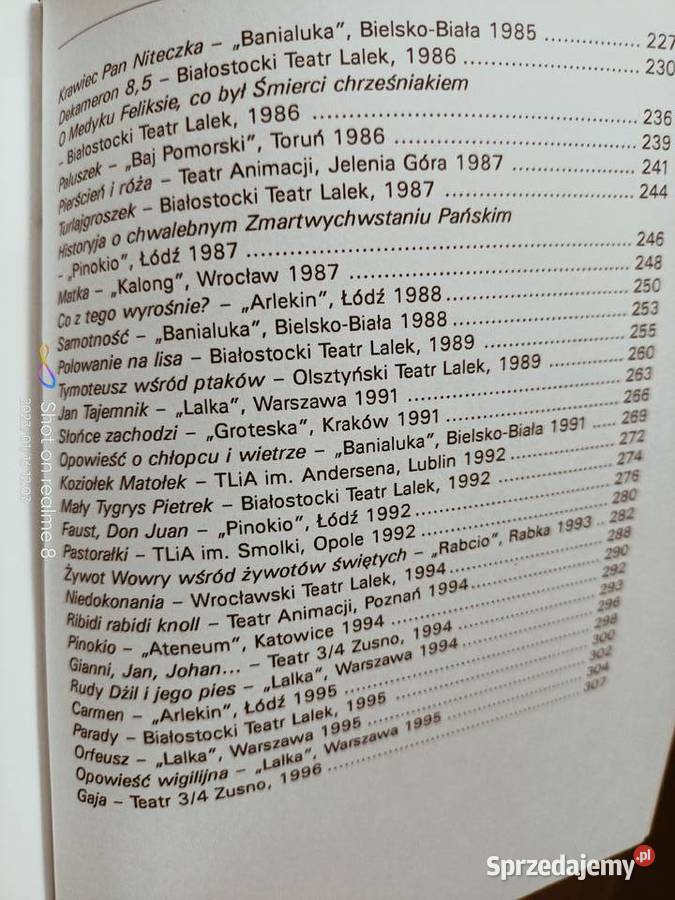 Krawiec Pan Niteczka – „Banialuka”, Bielsko-Biała 1985 ................ 227
Dekameron 8,5 – Białostocki Teatr Lalek, 1986 ........................... 230
O Medyku Feliksie, co był Śmierci chrześniakiem
- Białostocki Teatr Lalek, 1986 ........................................ 236
Paluszek – „Baj Pomorski”, Toruń 1986 .................................. 239
Pierścień i róża – Teatr Animacji, Jelenia Góra 1987 ................... 241
Turlajgroszek – Białostocki Teatr Lalek, 1987 .......................... 244
Historyja o chwalebnym Zmartwychwstaniu Pańskim
- „Pinokio”, Łódź 1987 ................................................. 246
Matka – „Kalong”, Wrocław 1987 ......................................... 248
Co z tego wyrośnie? – „Arlekin”, Łódź 1988 ............................. 250
Samotność – „Banialuka”, Bielsko-Biała 1988 ............................ 253
Polowanie na lisa – Białostocki Teatr Lalek, 1989 ...................... 255
Tymoteusz wśród ptaków – Olsztyński Teatr Lalek, 1989 .................. 260
Jan Tajemnik – „Lalka”, Warszawa 1991 .................................. 263
Słońce zachodzi – „Groteska”, Kraków 1991 .............................. 266
Opowieść o chłopcu i wietrze – „Banialuka”, Bielsko-Biała 1991 ..... 269
Koziołek Matołek – TLiA im. Andersena, Lublin 1992 ..................... 272
Mały Tygrys Pietrek – Białostocki Teatr Lalek, 1992 .................... 274
Faust, Don Juan – „Pinokio”, Łódź 1992 ................................. 276
Pastorałki – TLiA im. Smolki, Opole 1992 ............................... 280
Żywot Wowry wśród żywotów świętych – „Rabcio”, Rabka 1993 .. 282
Niedokonania – Wrocławski Teatr Lalek, 1994 ............................ 288
Ribidi rabidi knoll – Teatr Animacji, Poznań 1994 ...................... 290
Pinokio – „Ateneum”, Katowice 1994 ..................................... 292
Gianni, Jan, Johan... – Teatr 3/4 Zusno, 1994 .......................... 293
Rudy Dżil i jego pies – „Lalka”, Warszawa 1994 ......................... 296
Carmen – „Arlekin”, Łódź 1995 .......................................... 298
Parady – Białostocki Teatr Lalek, 1995 ................................. 300
Orfeusz – „Lalka”, Warszawa 1995 ....................................... 302
Opowieść wigilijna – „Lalka”, Warszawa 1995 ............................ 304
Gaja – Teatr 3/4 Zusno, 1996 ........................................... 307
Shot on realme 8
Sprzedajemy.pl